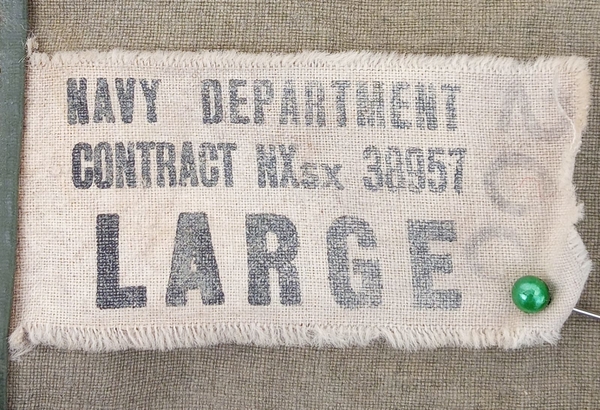 NAVY DEPARTMENT
CONTRACT NXsx 38957
LARGE